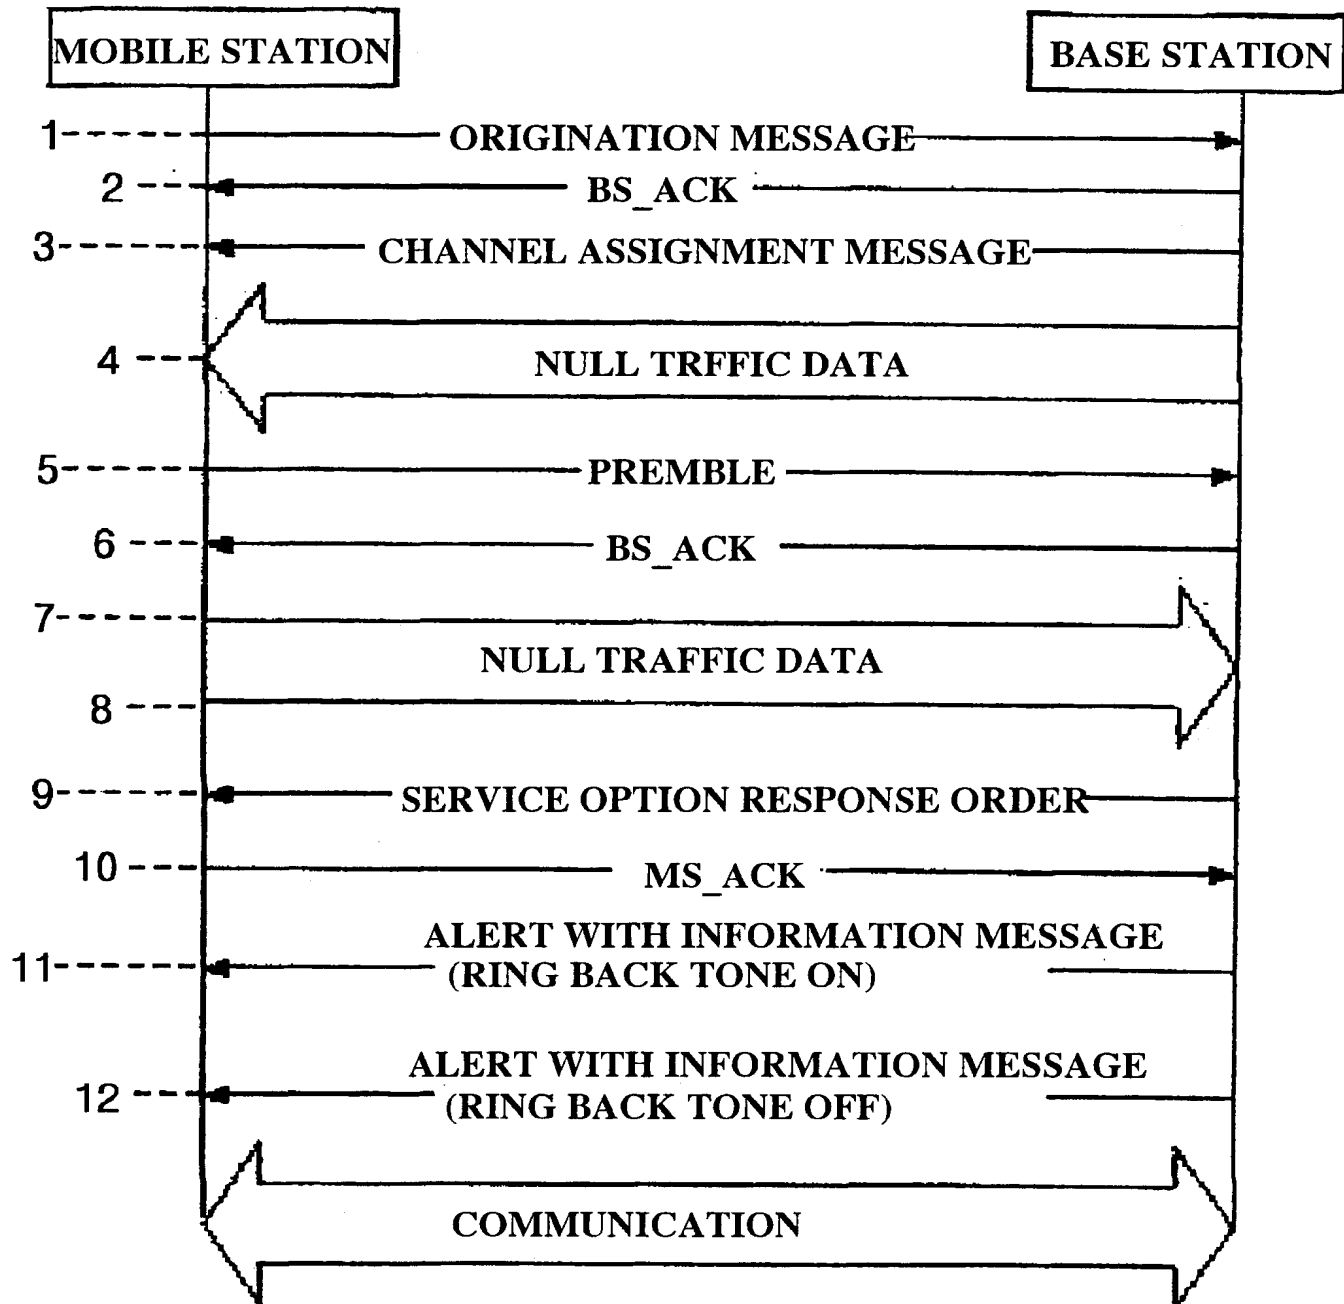 MOBILE STATION
BASE STATION
1 ORIGINATION MESSAGE
2 BS_ACK
3 CHANNEL ASSIGNMENT MESSAGE
4 NULL TRFFIC DATA
5 PREMBLE
6 BS_ACK
7
NULL TRAFFIC DATA
8
9 SERVICE OPTION RESPONSE ORDER
10 MS_ACK
ALERT WITH INFORMATION MESSAGE
11 (RING BACK TONE ON)
ALERT WITH INFORMATION MESSAGE
12 (RING BACK TONE OFF)
COMMUNICATION